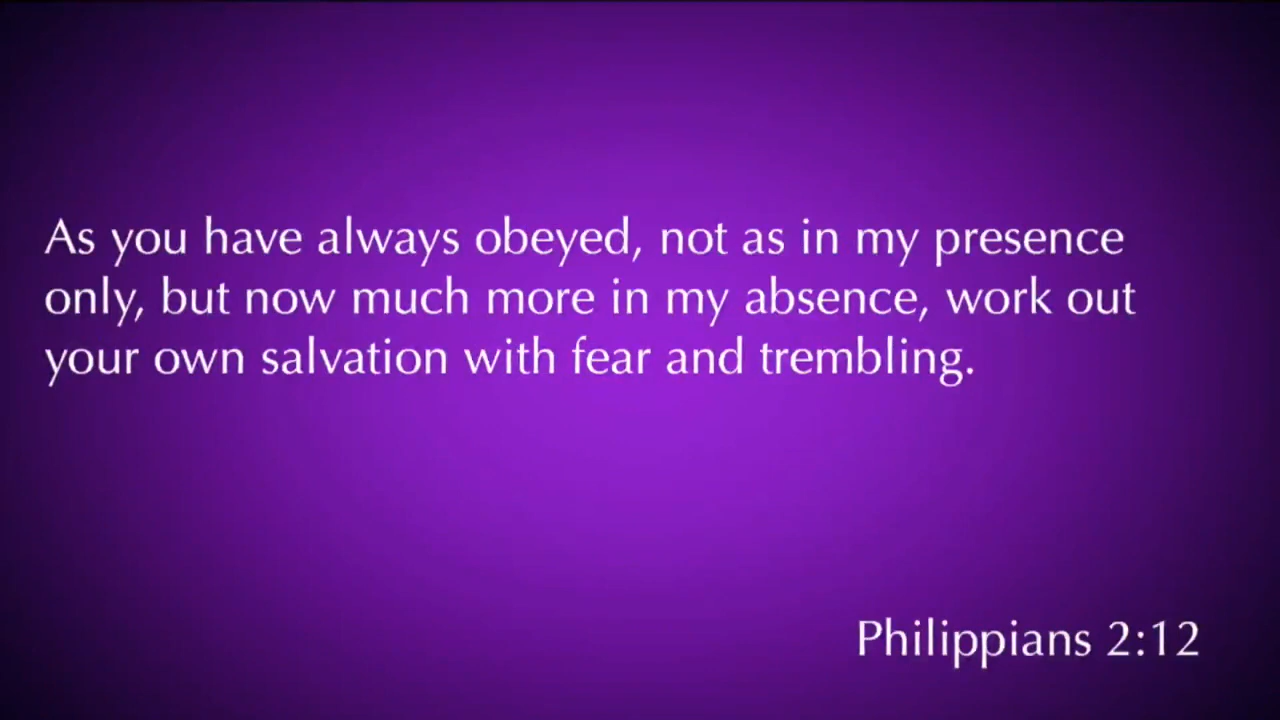 As you have always obeyed, not as in my presence
only, but now much more in my absence, work out
your own salvation with fear and trembling.
Philippians 2:12